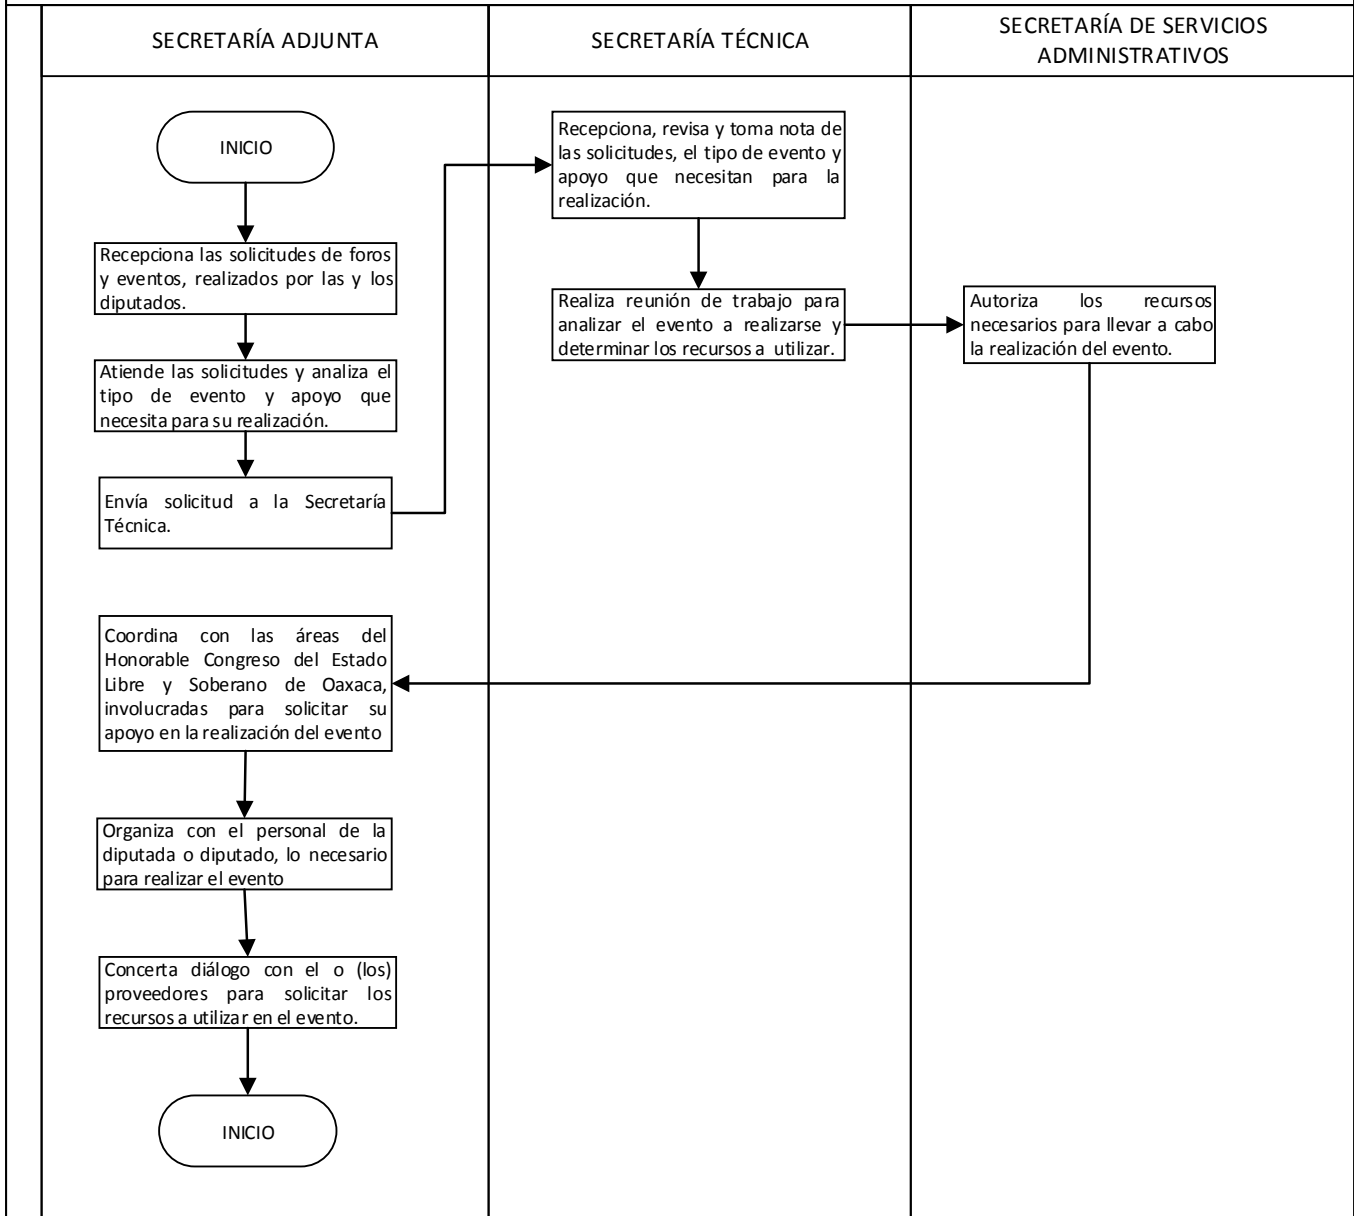 SECRETARÍA ADJUNTA
SECRETARÍA TÉCNICA
SECRETARÍA DE SERVICIOS
ADMINISTRATIVOS
INICIO
Recepciona las solicitudes de foros
y eventos, realizados por las y los
diputados.
Atiende las solicitudes y analiza el
tipo de evento y apoyo que
necesita para su realización.
Envía solicitud a la Secretaría
Técnica.
Recepciona, revisa y toma nota de
las solicitudes, el tipo de evento y
apoyo que necesitan para la
realización.
Realiza reunión de trabajo para
analizar el evento a realizarse y
determinar los recursos a utilizar.
Autoriza los recursos
necesarios para llevar a cabo
la realización del evento.
Coordina con las áreas del
Honorable Congreso del Estado
Libre y Soberano de Oaxaca,
involucradas para solicitar su
apoyo en la realización del evento
Organiza con el personal de la
diputada o diputado, lo necesario
para realizar el evento
Concerta diálogo con el o (los)
proveedores para solicitar los
recursos a utilizar en el evento.
INICIO